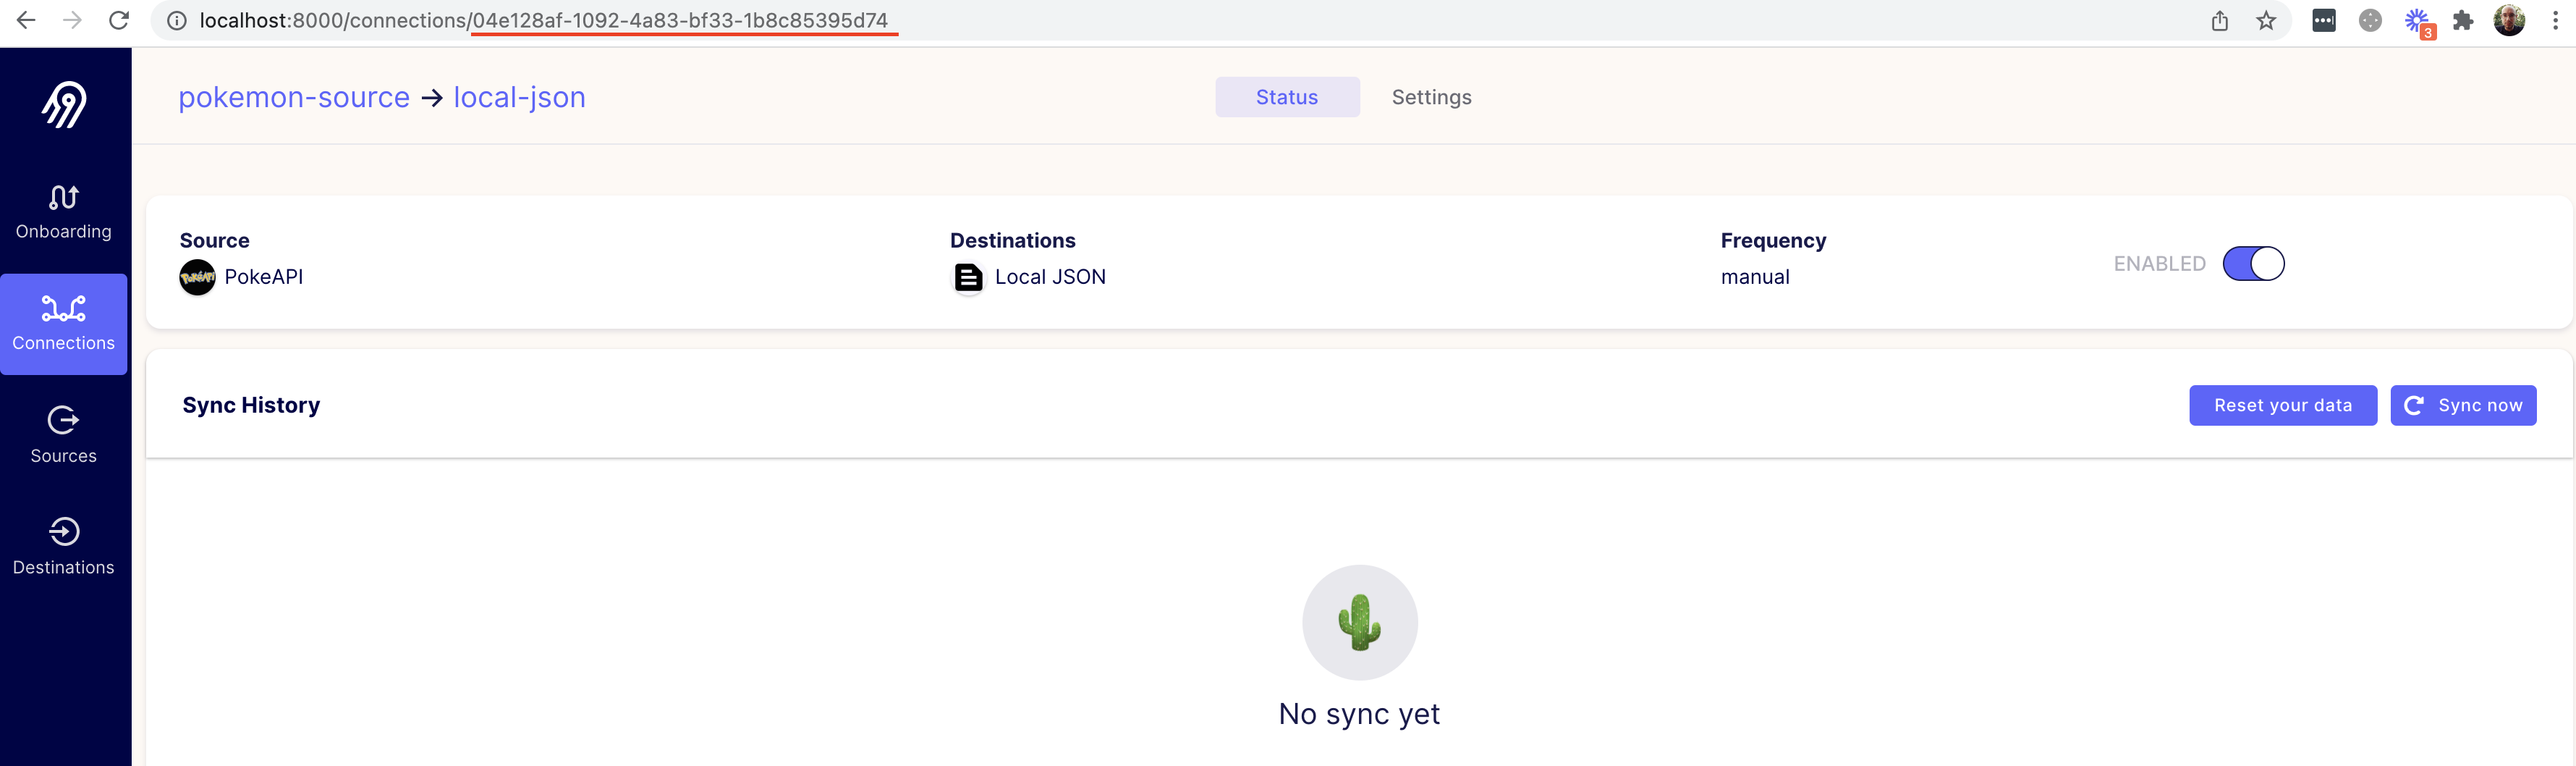 localhost:8000/connections/04e128af-1092-4a83-bf33-1b8c85395d74
3
pokemon-source → local-json
Status
Settings
Onboarding
Connections
Sources
Destinations
Source
PokeAPI
Destinations
Local JSON
Frequency
manual
ENABLED
Sync History
Reset your data
Sync now
No sync yet